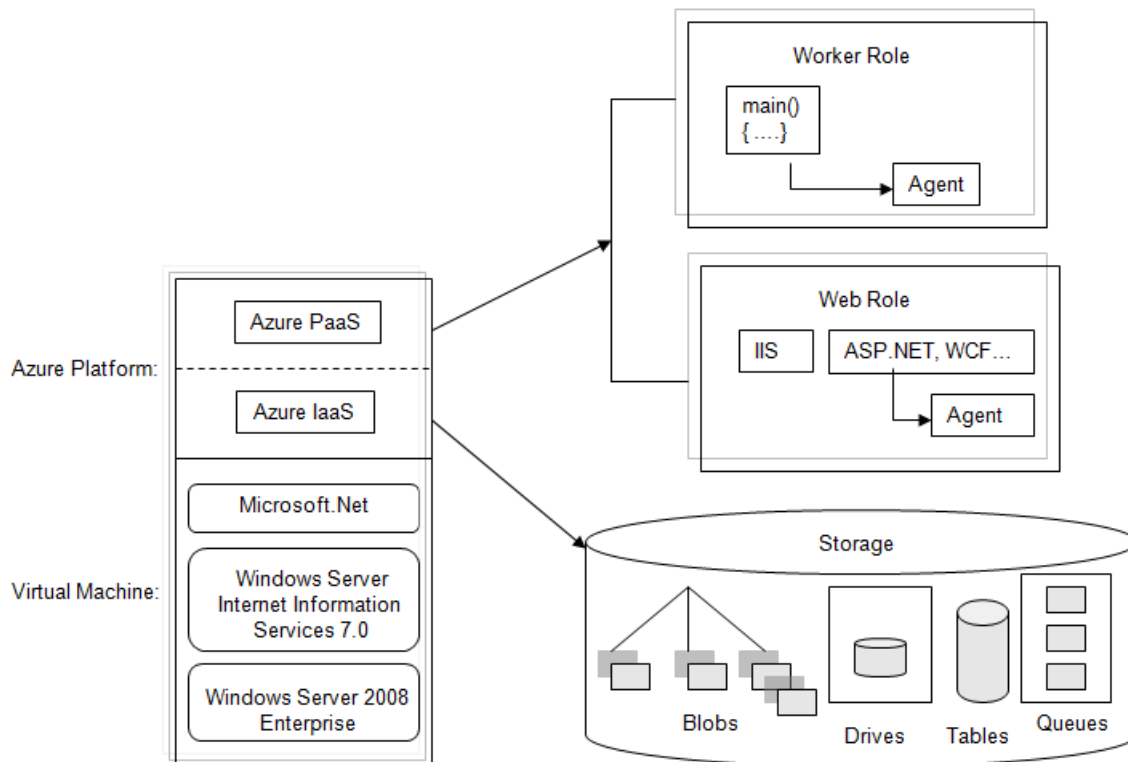 Worker Role
main()
{ ....}
Agent
Web Role
IIS
ASP.NET, WCF...
Agent
Azure Platform:
Azure PaaS
Azure IaaS
Virtual Machine:
Microsoft.Net
Windows Server
Internet Information
Services 7.0
Windows Server 2008
Enterprise
Storage
Blobs
Drives
Tables
Queues